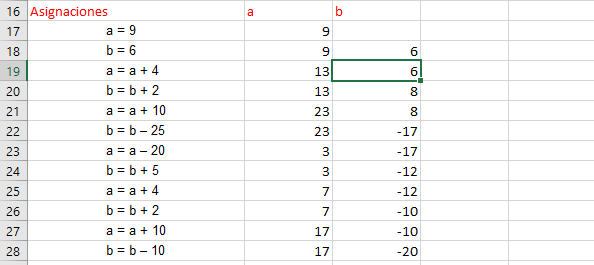 16 Asignaciones a b
17 a = 9 9
18 b = 6 9 6
19 a = a + 4 13 6
20 b = b + 2 13 8
21 a = a + 10 23 8
22 b = b – 25 23 -17
23 a = a – 20 3 -17
24 b = b + 5 3 -12
25 a = a + 4 7 -12
26 b = b + 2 7 -10
27 a = a + 10 17 -10
28 b = b – 10 17 -20